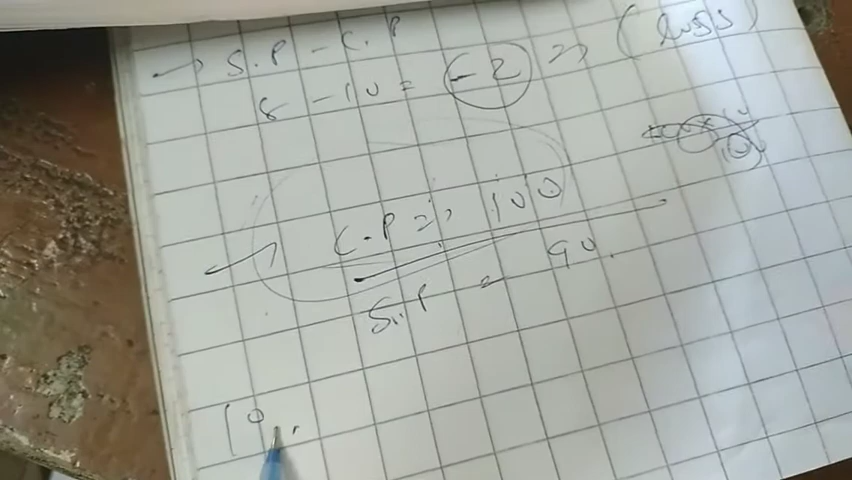 S.P - C.P
8 - 10 = -2 => (loss)
C.P => 100
S.P = 90.
10.